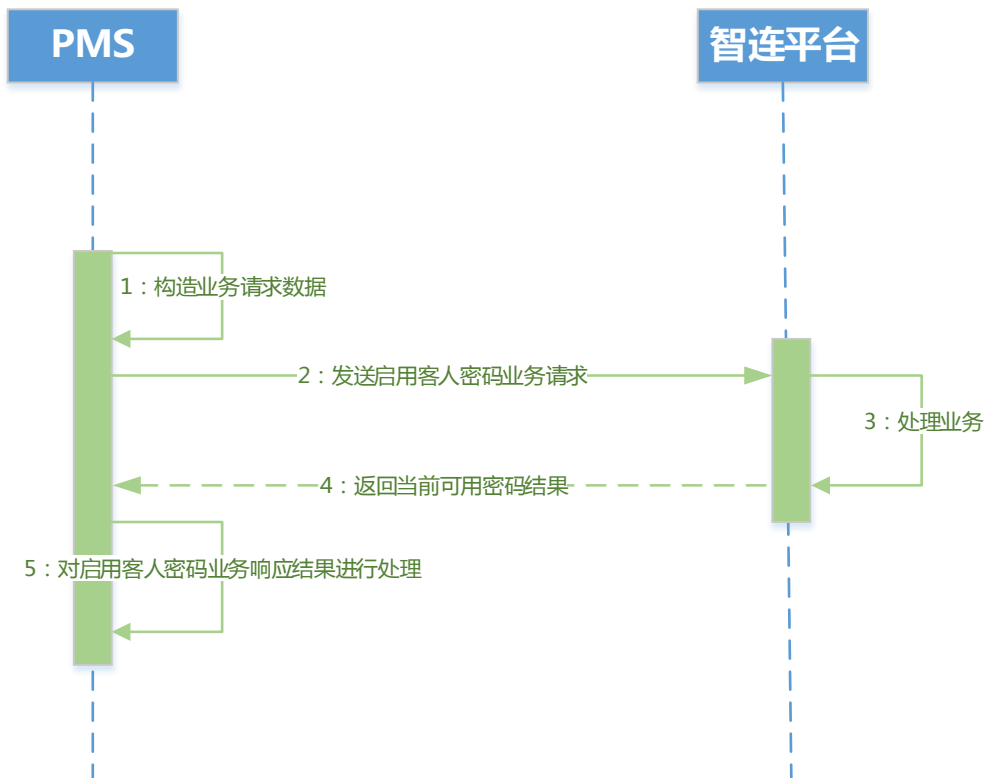 PMS
智连平台
1：构造业务请求数据
2：发送启用客人密码业务请求
3：处理业务
4：返回当前可用密码结果
5：对启用客人密码业务响应结果进行处理